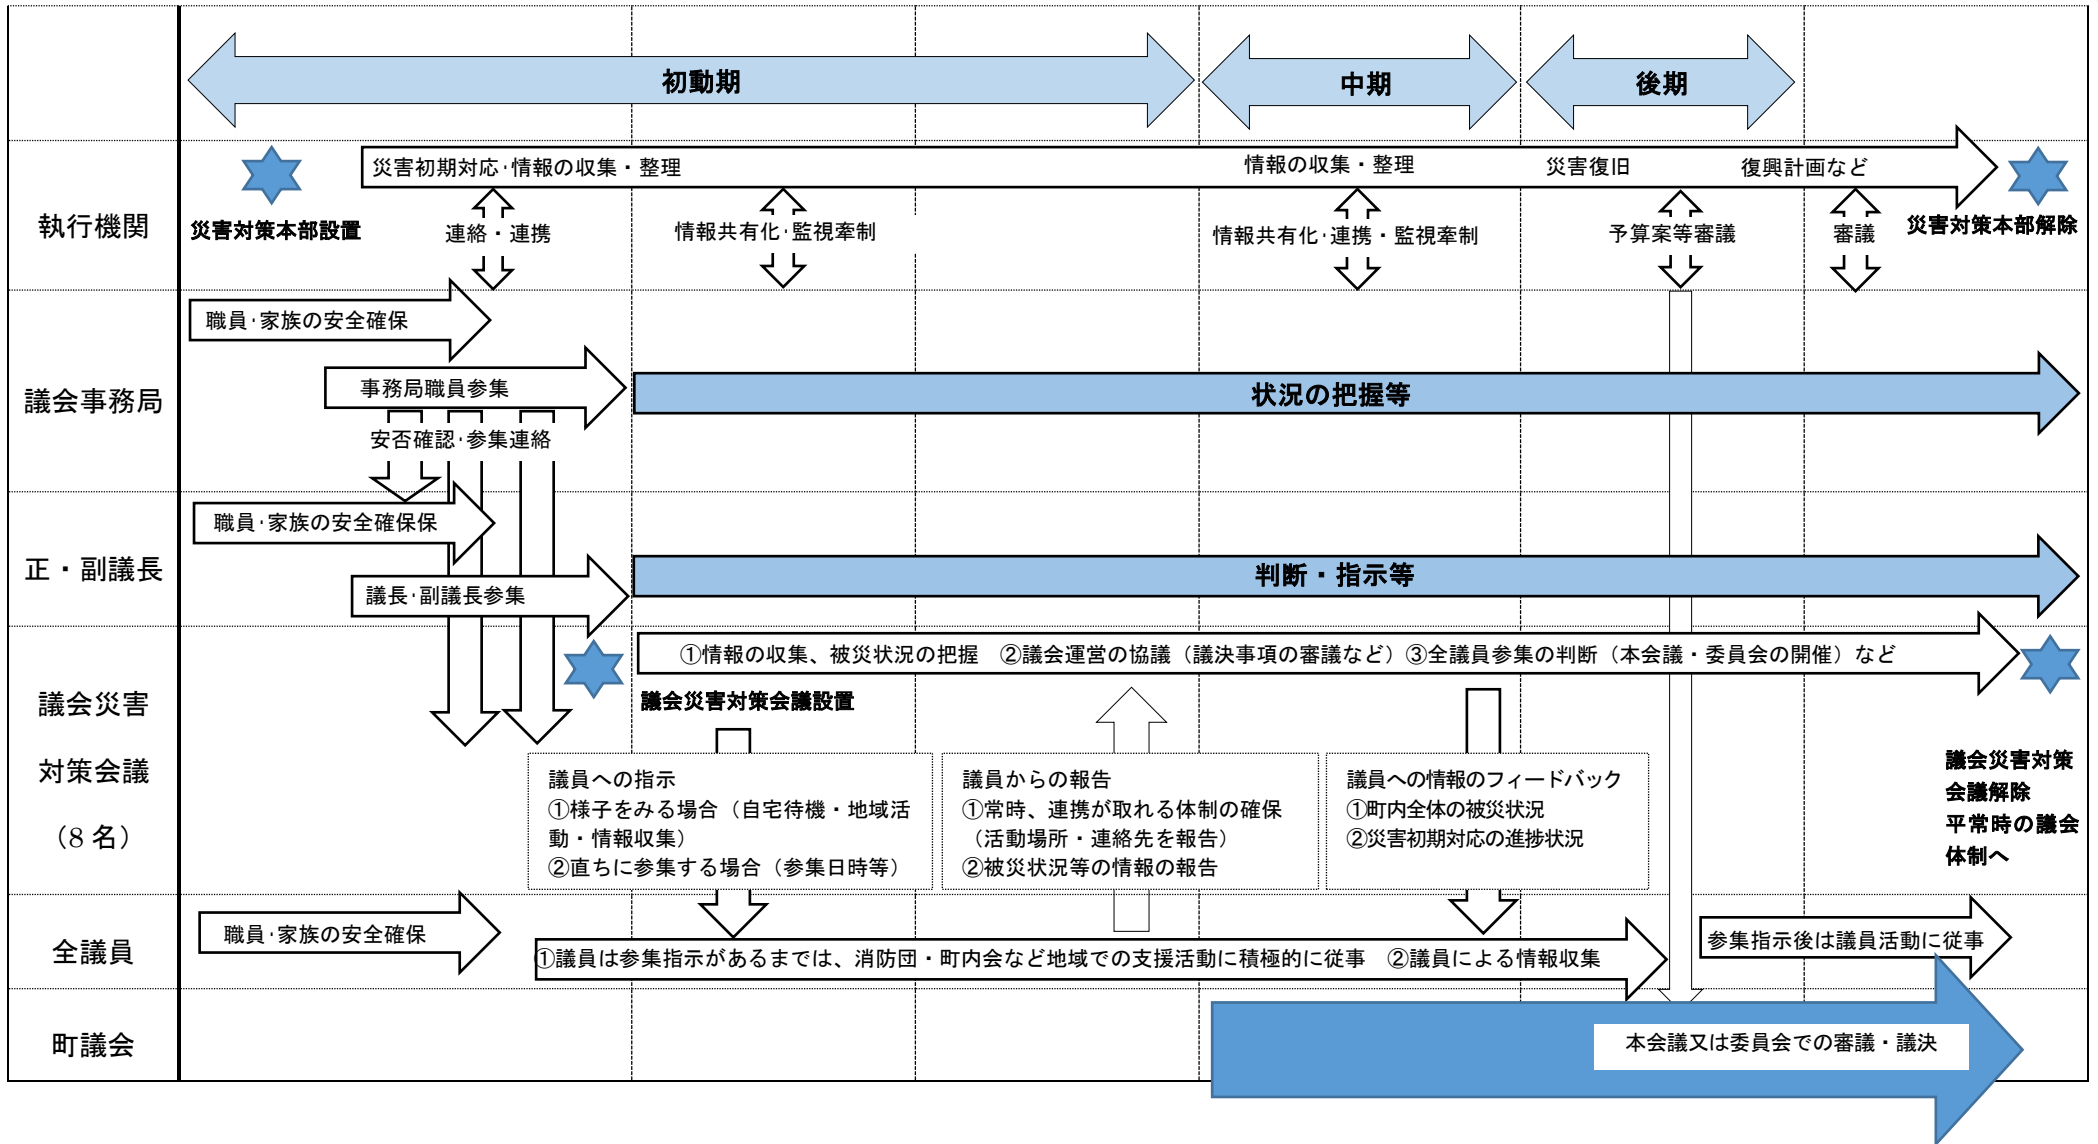 初動期
中期
後期
執行機関
災害対策本部設置
災害初期対応・情報の収集・整理
情報の収集・整理
災害復旧
復興計画など
連絡・連携
情報共有化・監視牽制
情報共有化・連携・監視牽制
予算案等審議
審議
災害対策本部解除
議会事務局
職員・家族の安全確保
事務局職員参集
状況の把握等
安否確認・参集連絡
正・副議長
職員・家族の安全確保保
議長・副議長参集
判断・指示等
議会災害
対策会議
（8 名）
①情報の収集、被災状況の把握　②議会運営の協議（議決事項の審議など）③全議員参集の判断（本会議・委員会の開催）など
議会災害対策会議設置
議員への指示
①様子をみる場合（自宅待機・地域活
動・情報収集）
②直ちに参集する場合（参集日時等）
議員からの報告
①常時、連携が取れる体制の確保
（活動場所・連絡先を報告）
②被災状況等の情報の報告
議員への情報のフィードバック
①町内全体の被災状況
②災害初期対応の進捗状況
議会災害対策
会議解除
平常時の議会
体制へ
全議員
職員・家族の安全確保
①議員は参集指示があるまでは、消防団・町内会など地域での支援活動に積極的に従事　②議員による情報収集
参集指示後は議員活動に従事
町議会
本会議又は委員会での審議・議決